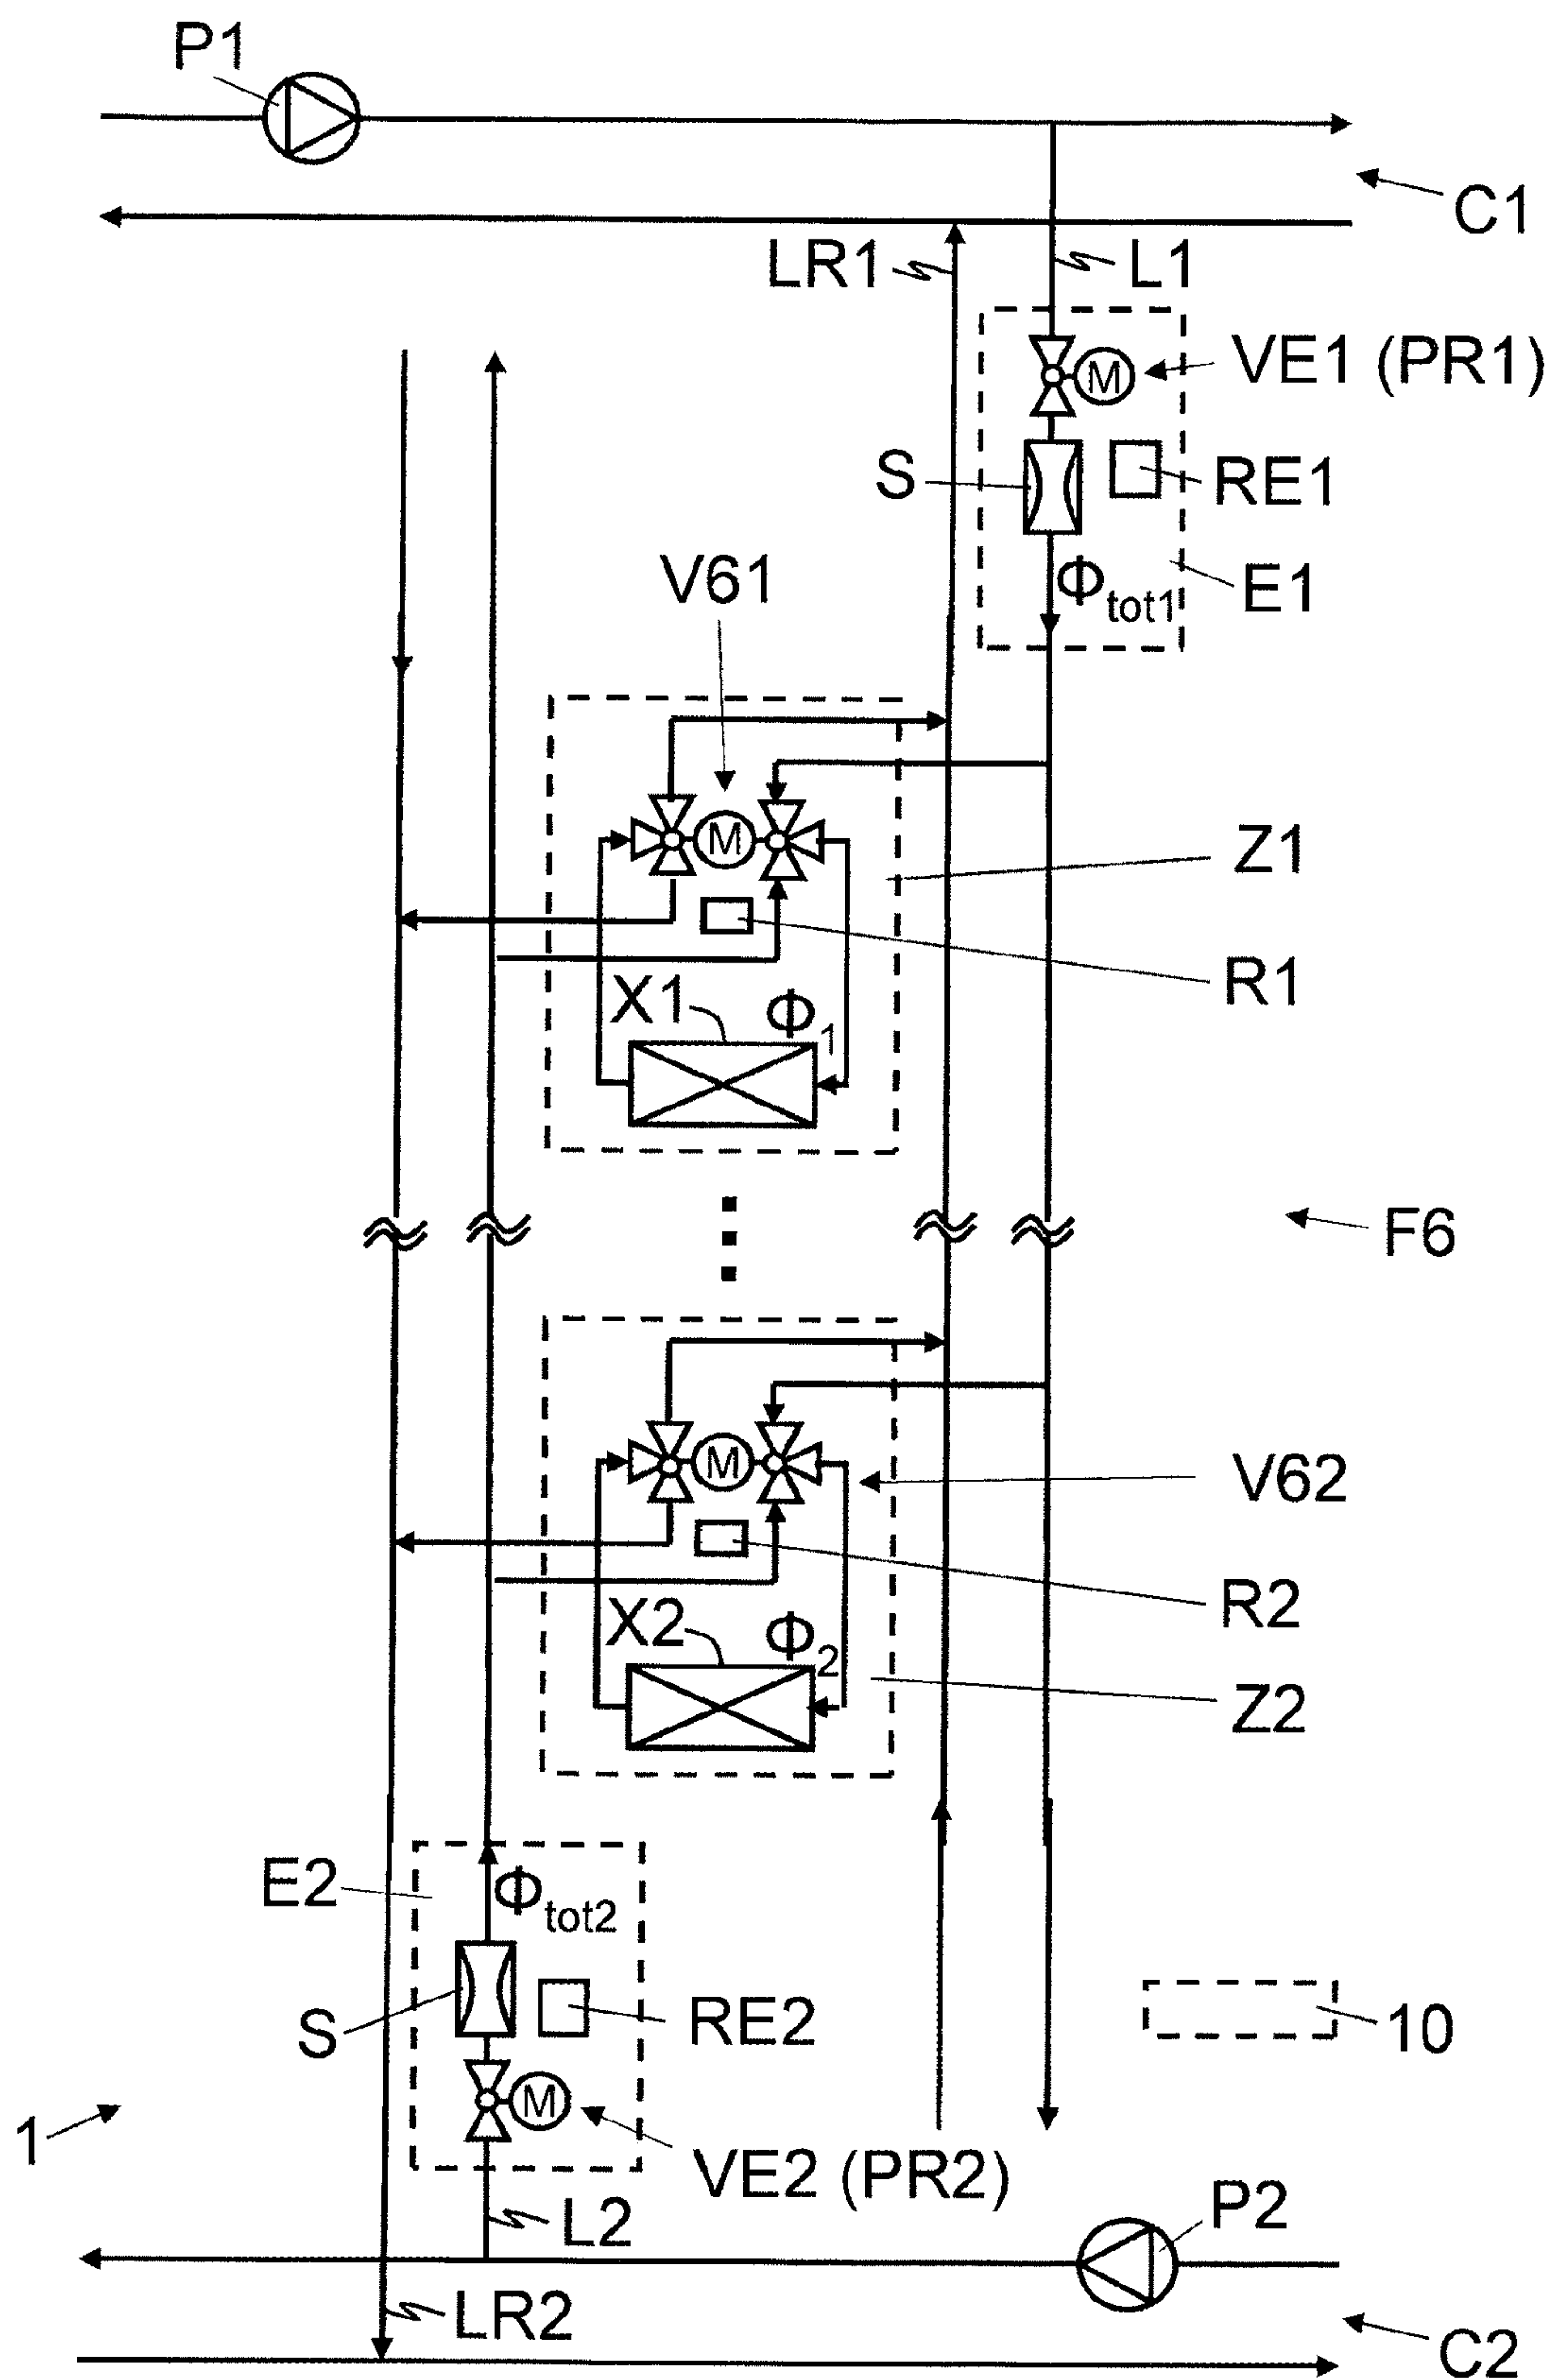 P1
C1
LR1
L1
VE1 (PR1)
M
S
RE1
Φtot1
E1
V61
M
Z1
R1
X1
Φ1
F6
M
V62
R2
X2
Φ2
Z2
E2
Φtot2
S
RE2
10
M
1
VE2 (PR2)
P2
L2
LR2
C2